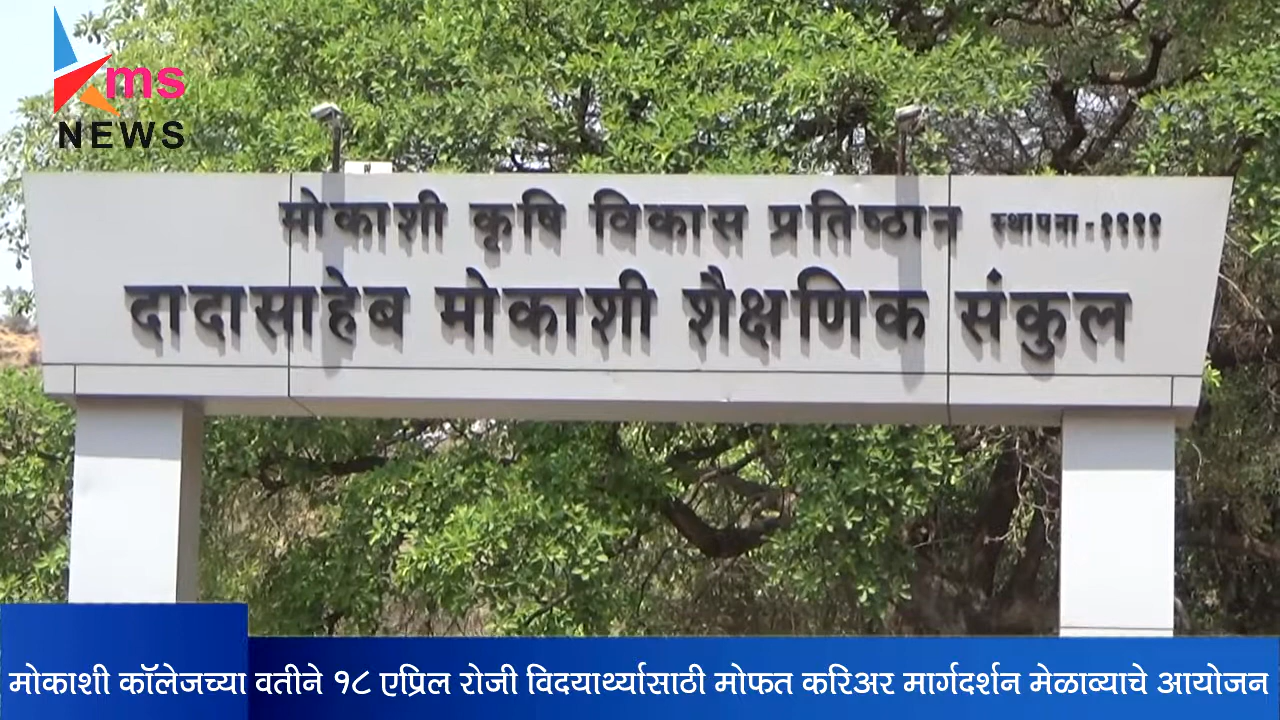 ms
NEWS
मोकाशी कृषि विकास प्रतिष्ठान स्थापना - १९९९
दादासाहेब मोकाशी शैक्षणिक संकुल
मोकाशी कॉलेजच्या वतीने १८ एप्रिल रोजी विदयार्थ्यासाठी मोफत करिअर मार्गदर्शन मेळाव्याचे आयोजन